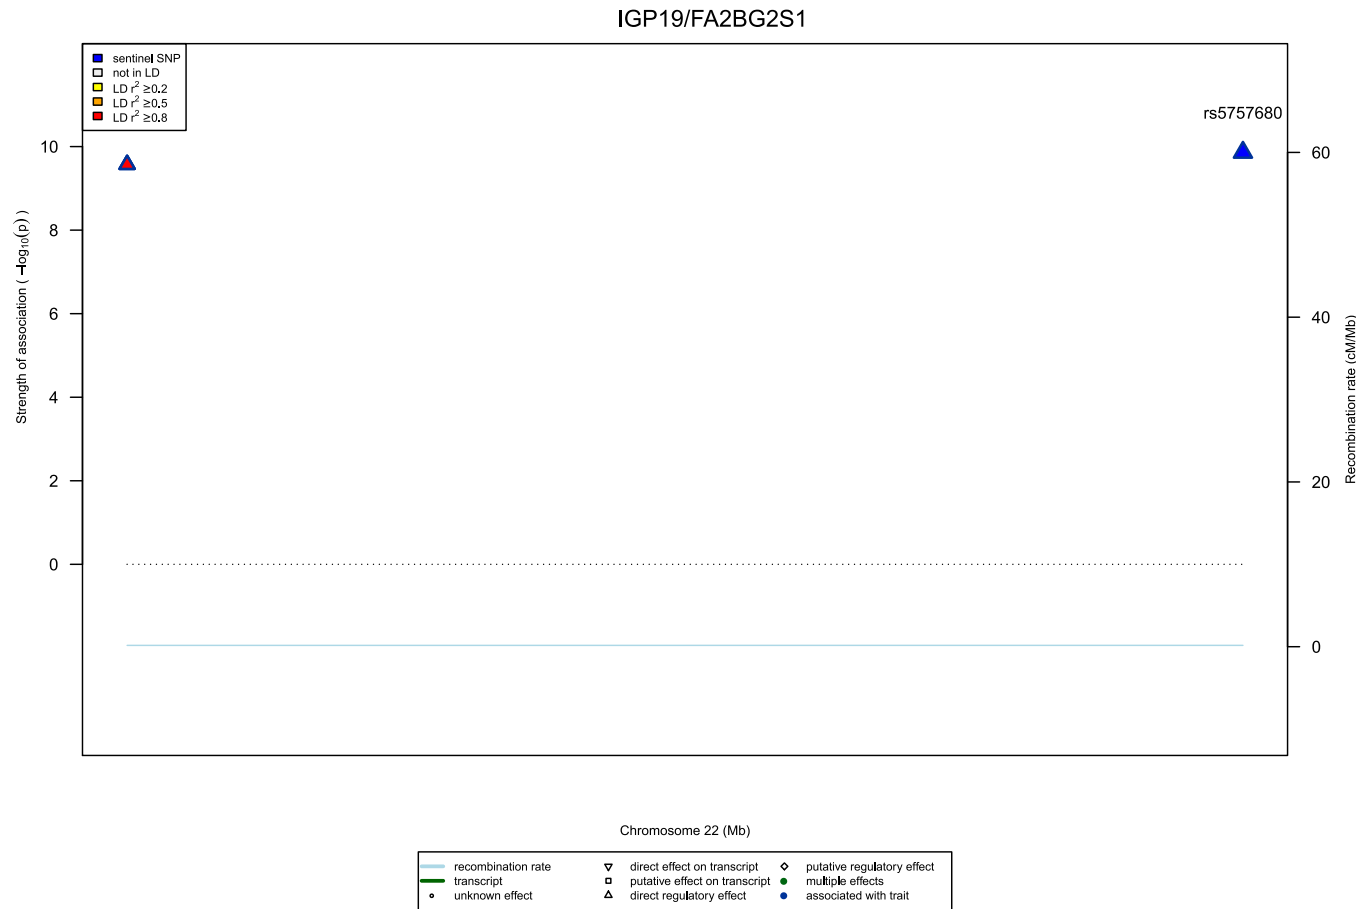 IGP19/FA2BG2S1
sentinel SNP
not in LD
LD r² ≥0.2
LD r² ≥0.5
LD r² ≥0.8
rs5757680
10
8
6
4
2
0
Strength of association ( −log₁₀(p) )
60
40
20
0
Recombination rate (cM/Mb)
Chromosome 22 (Mb)
recombination rate
transcript
unknown effect
direct effect on transcript
putative effect on transcript
direct regulatory effect
putative regulatory effect
multiple effects
associated with trait